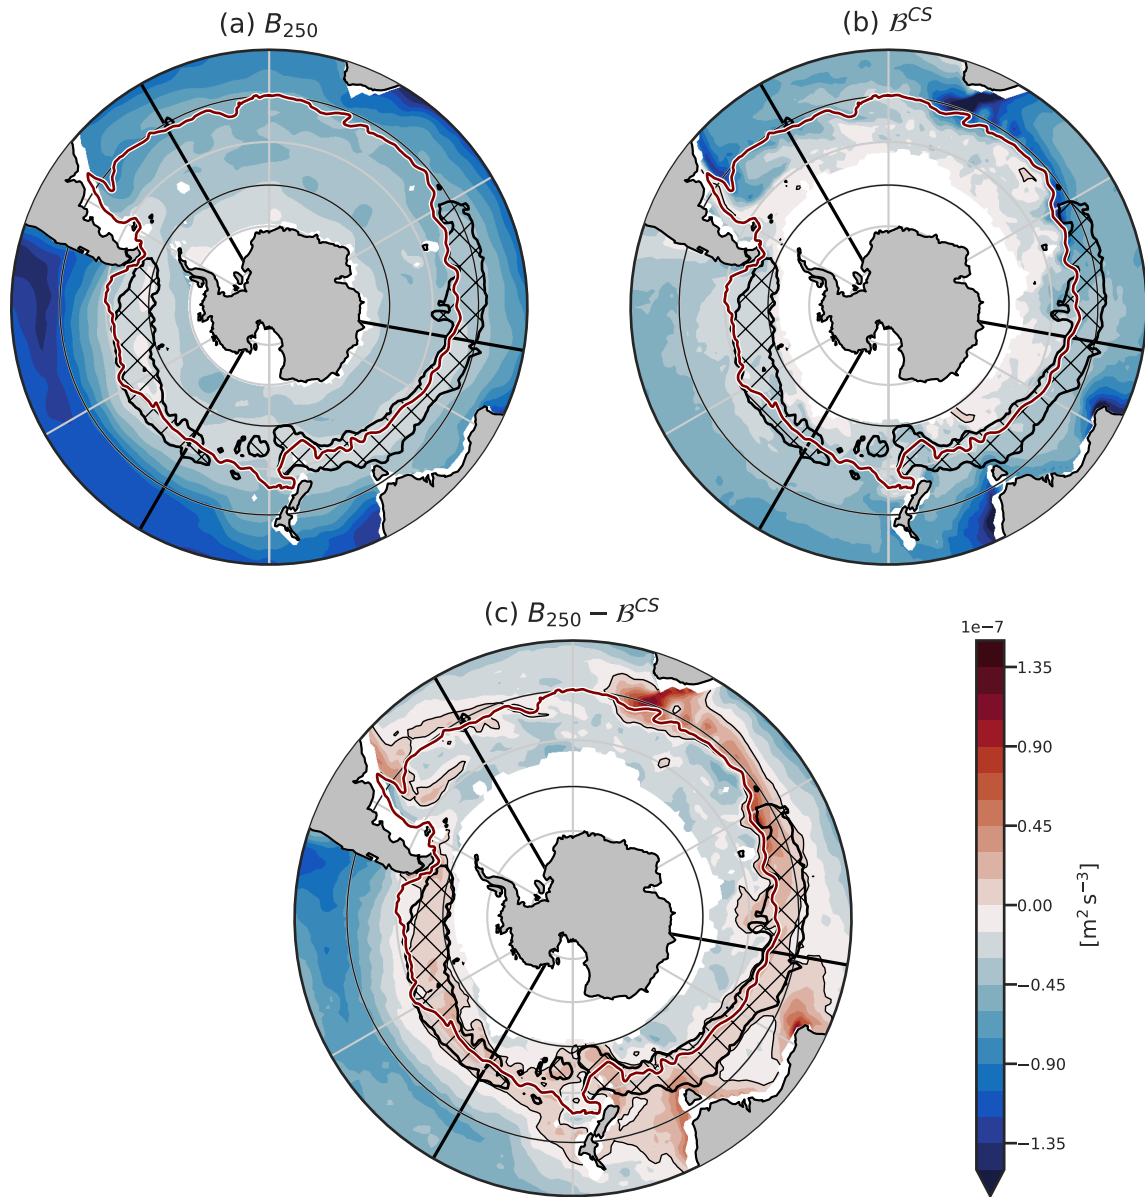 (a) B₂₅₀
(b) ℬᶜˢ
(c) B₂₅₀ − ℬᶜˢ
1e−7
1.35
0.90
0.45
0.00
−0.45
−0.90
−1.35
[m² s⁻³]